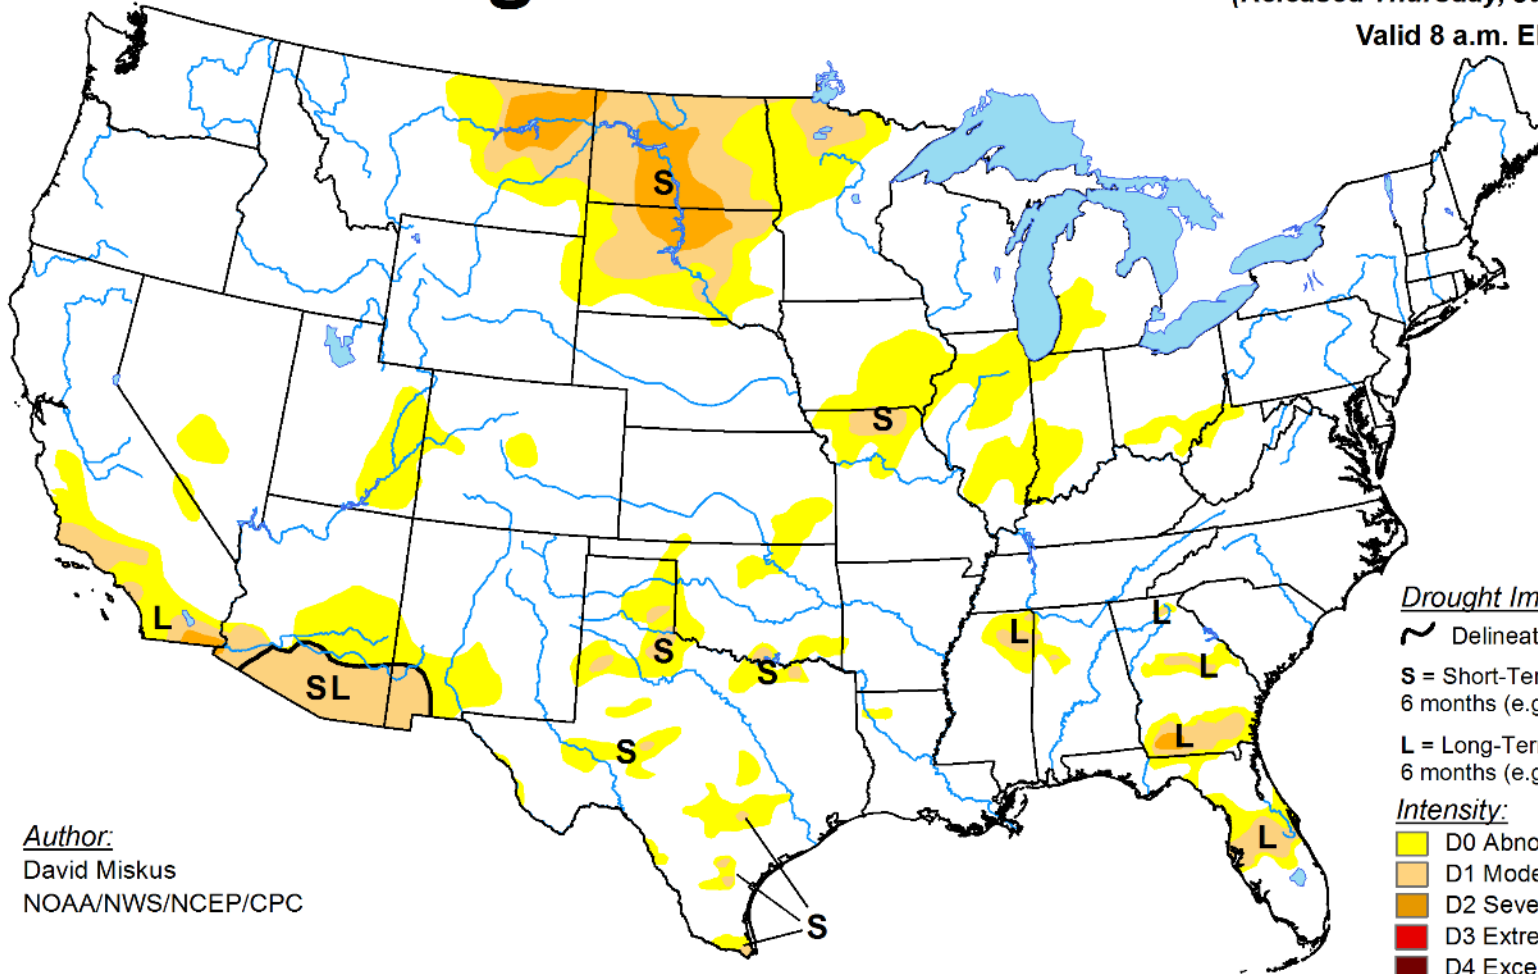 Valid 8 a.m.
S
S
L
L
L
L
S
S
SL
L
S
L
S
Drought
Delineat
S = Short-Ter
6 months (e.g
L = Long-Ter
6 months (e.g
Intensity:
D0 Abno
D1 Mode
D2 Seve
D3 Extre
D4 Exce
Author:
David Miskus
NOAA/NWS/NCEP/CPC